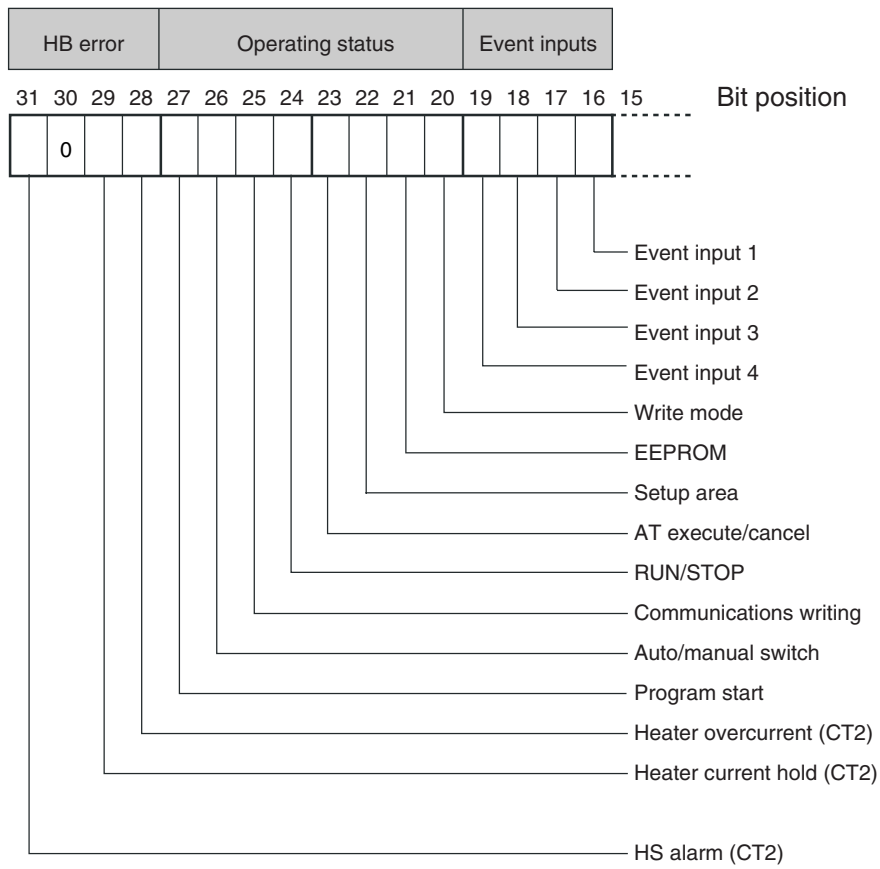 HB error Operating status Event inputs
31 30 29 28 27 26 25 24 23 22 21 20 19 18 17 16 15 Bit position
0
Event input 1
Event input 2
Event input 3
Event input 4
Write mode
EEPROM
Setup area
AT execute/cancel
RUN/STOP
Communications writing
Auto/manual switch
Program start
Heater overcurrent (CT2)
Heater current hold (CT2)
HS alarm (CT2)